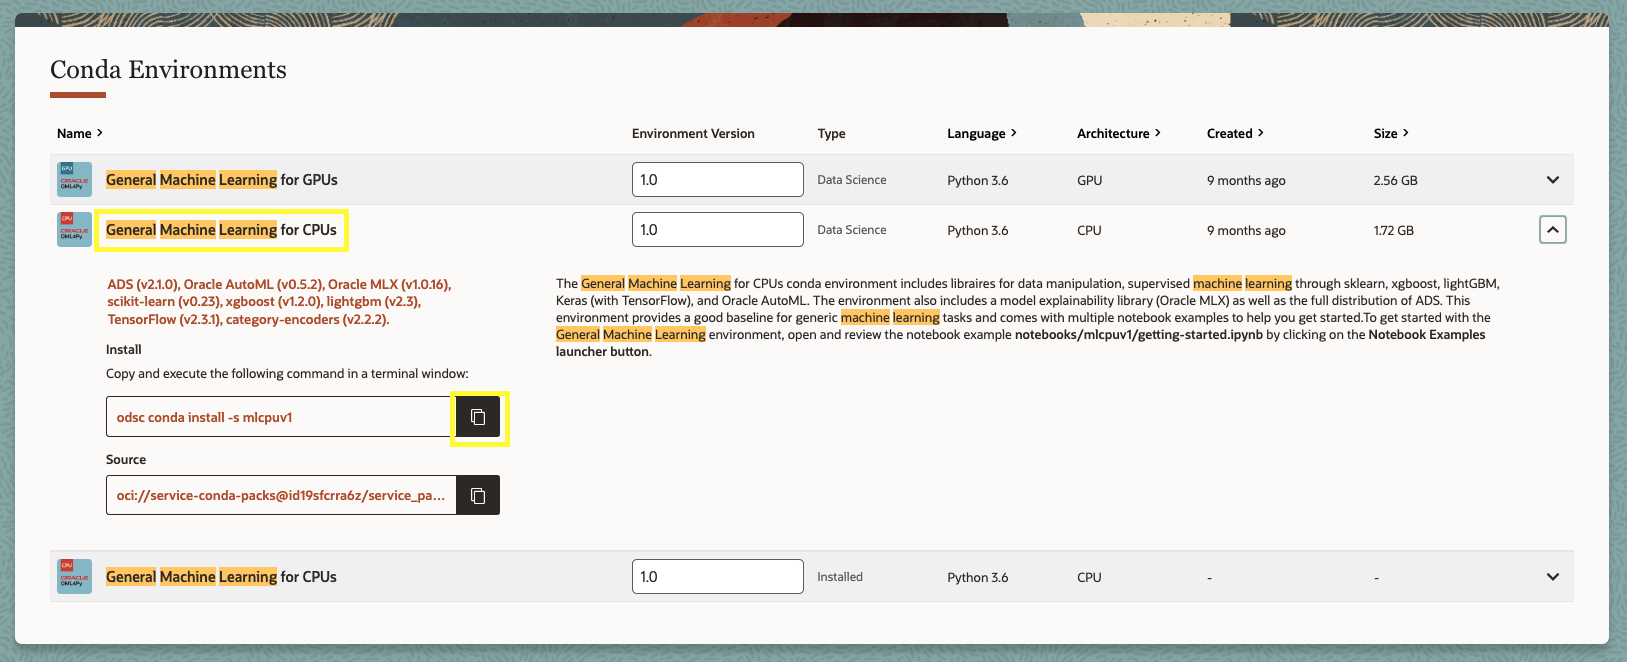 Conda Environments
Name Environment Version Type Language Architecture Created Size
GPU
ORACLE
OML4Py
General Machine Learning for GPUs 1.0 Data Science Python 3.6 GPU 9 months ago 2.56 GB
CPU
ORACLE
OML4Py
General Machine Learning for CPUs 1.0 Data Science Python 3.6 CPU 9 months ago 1.72 GB
ADS (v2.1.0), Oracle AutoML (v0.5.2), Oracle MLX (v1.0.16),
scikit-learn (v0.23), xgboost (v1.2.0), lightgbm (v2.3),
TensorFlow (v2.3.1), category-encoders (v2.2.2).
Install
Copy and execute the following command in a terminal window:
odsc conda install -s mlcpuv1
Source
oci://service-conda-packs@id19sfcrra6z/service_pa...
The General Machine Learning for CPUs conda environment includes libraires for data manipulation, supervised machine learning through sklearn, xgboost, lightGBM,
Keras (with TensorFlow), and Oracle AutoML. The environment also includes a model explainability library (Oracle MLX) as well as the full distribution of ADS. This
environment provides a good baseline for generic machine learning tasks and comes with multiple notebook examples to help you get started.To get started with the
General Machine Learning environment, open and review the notebook example notebooks/mlcpuv1/getting-started.ipynb by clicking on the Notebook Examples
launcher button.
CPU
ORACLE
OML4Py
General Machine Learning for CPUs 1.0 Installed Python 3.6 CPU - -